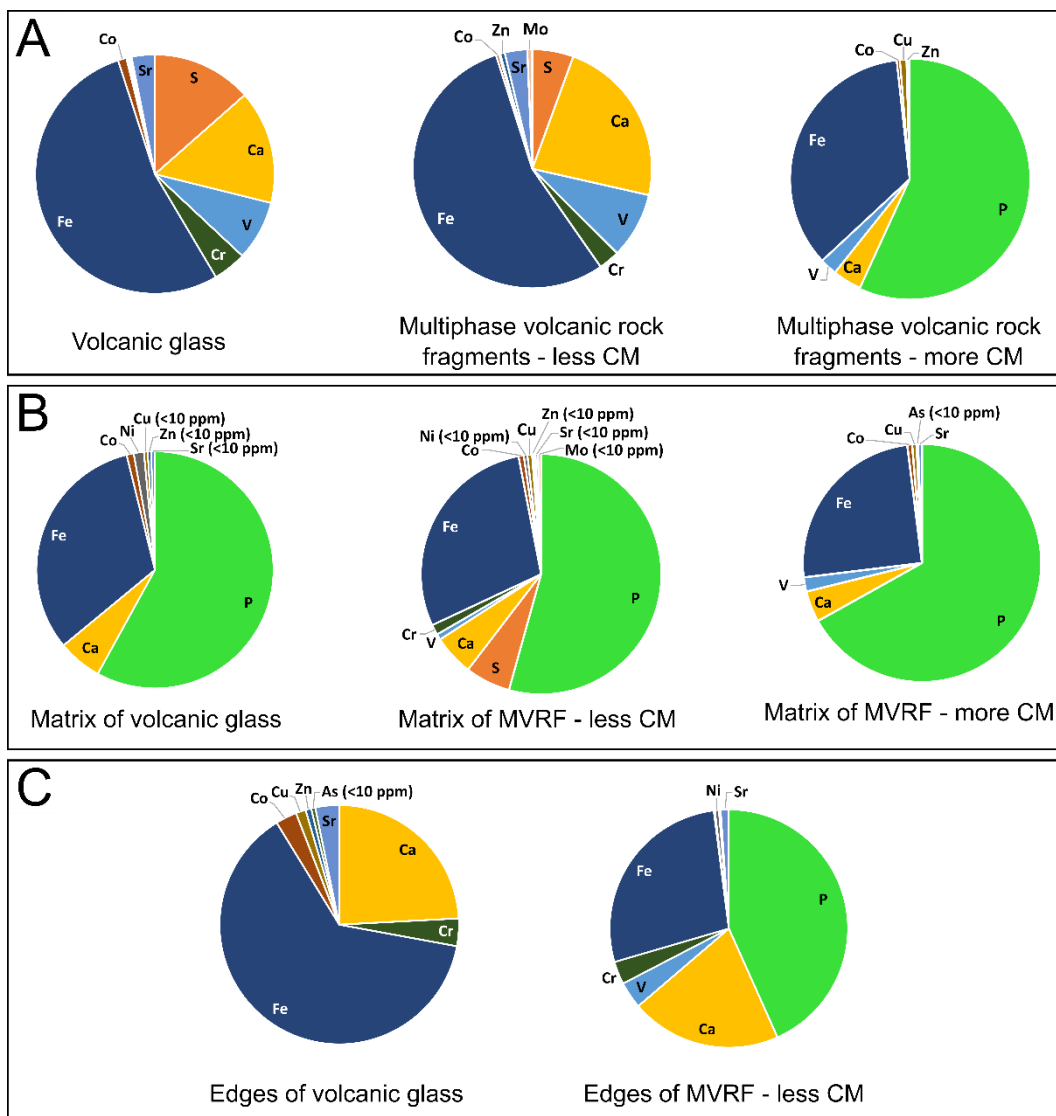 A
Co
Sr
S
Ca
V
Cr
Fe
Volcanic glass
Co
Zn
Mo
Sr
S
Ca
V
Cr
Fe
Multiphase volcanic rock
fragments - less CM
Co
Cu
Zn
Fe
P
V
Ca
Multiphase volcanic rock
fragments - more CM
B
Cu (<10 ppm)
Ni
Zn (<10 ppm)
Co
Sr (<10 ppm)
Fe
P
Ca
Matrix of volcanic glass
Zn (<10 ppm)
Cu
Ni (<10 ppm)
Sr (<10 ppm)
Co
Mo (<10 ppm)
Fe
P
Cr
V
Ca
S
Matrix of MVRF - less CM
As (<10 ppm)
Cu
Sr
Co
Fe
P
V
Ca
Matrix of MVRF - more CM
C
Co
Cu
Zn
As (<10 ppm)
Sr
Ca
Cr
Fe
Edges of volcanic glass
Ni
Sr
Fe
P
Cr
V
Ca
Edges of MVRF - less CM